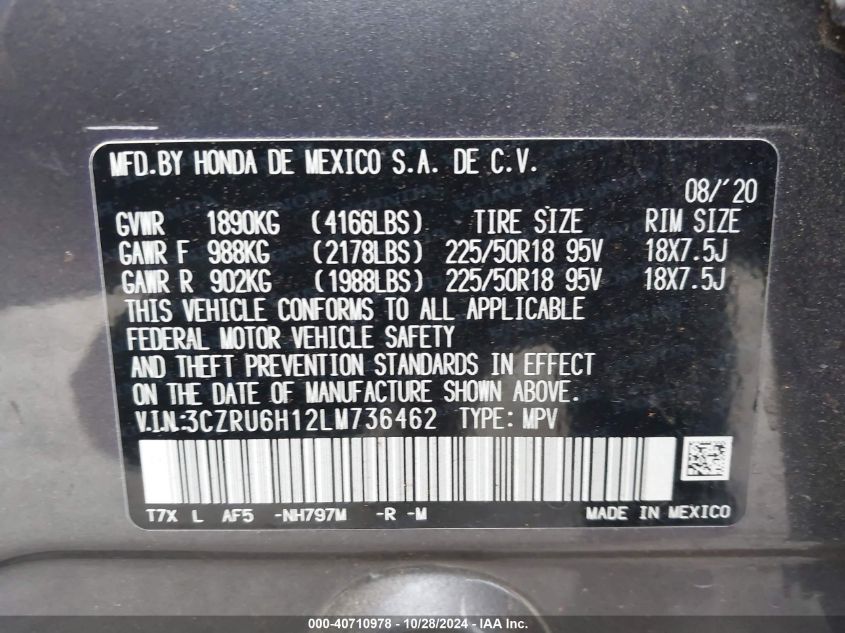 MFD.BY HONDA DE MEXICO S.A. DE C.V.
08/'20
GVWR 1890KG (4166LBS) TIRE SIZE RIM SIZE
GAWR F 988KG (2178LBS) 225/50R18 95V 18X7.5J
GAWR R 902KG (1988LBS) 225/50R18 95V 18X7.5J
THIS VEHICLE CONFORMS TO ALL APPLICABLE
FEDERAL MOTOR VEHICLE SAFETY
AND THEFT PREVENTION STANDARDS IN EFFECT
ON THE DATE OF MANUFACTURE SHOWN ABOVE.
V.I.N.:3CZRU6H12LM736462 TYPE: MPV
T7X L AF5 -NH797M -R -M MADE IN MEXICO
000-40710978 | 10/28/2024 | IAA Inc.